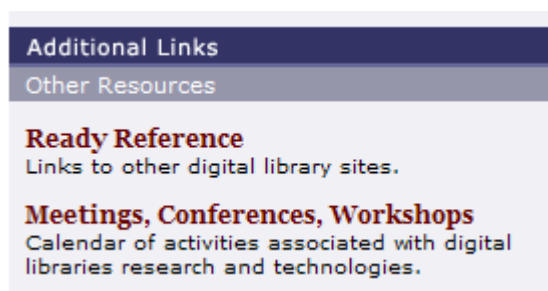 Additional Links
Other Resources
Ready Reference
Links to other digital library sites.
Meetings, Conferences, Workshops
Calendar of activities associated with digital
libraries research and technologies.